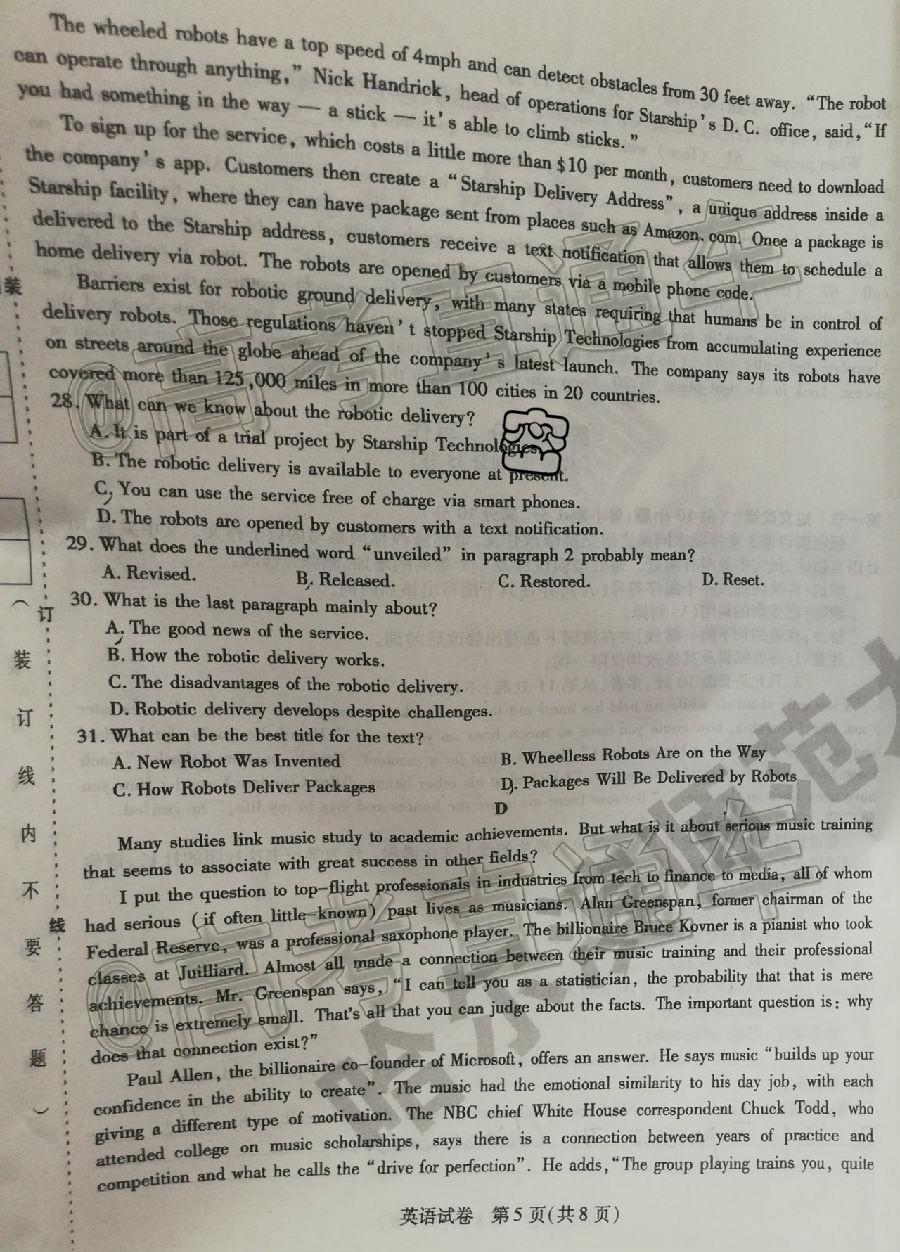 The wheeled robots have a top speed of 4mph and can detect obstacles from 30 feet away. “The robot
can operate through anything,” Nick Handrick, head of operations for Starship's D.C. office, said, “If
you had something in the way — a stick — it's able to climb sticks.”
To sign up for the service, which costs a little more than $10 per month, customers need to download
the company's app. Customers then create a “Starship Delivery Address”, a unique address inside a
Starship facility, where they can have package sent from places such as Amazon.com. Once a package is
delivered to the Starship address, customers receive a text notification that allows them to schedule a
home delivery via robot. The robots are opened by customers via a mobile phone code.
Barriers exist for robotic ground delivery, with many states requiring that humans be in control of
delivery robots. Those regulations haven't stopped Starship Technologies from accumulating experience
on streets around the globe ahead of the company's latest launch. The company says its robots have
covered more than 125,000 miles in more than 100 cities in 20 countries.
28. What can we know about the robotic delivery?
A. It is part of a trial project by Starship Technologies.
B. The robotic delivery is available to everyone at present.
C. You can use the service free of charge via smart phones.
D. The robots are opened by customers with a text notification.
29. What does the underlined word “unveiled” in paragraph 2 probably mean?
A. Revised. B. Released. C. Restored. D. Reset.
30. What is the last paragraph mainly about?
A. The good news of the service.
B. How the robotic delivery works.
C. The disadvantages of the robotic delivery.
D. Robotic delivery develops despite challenges.
31. What can be the best title for the text?
A. New Robot Was Invented B. Wheelless Robots Are on the Way
C. How Robots Deliver Packages D. Packages Will Be Delivered by Robots
D
Many studies link music study to academic achievements. But what is it about serious music training
that seems to associate with great success in other fields?
I put the question to top-flight professionals in industries from tech to finance to media, all of whom
had serious (if often little-known) past lives as musicians. Alan Greenspan, former chairman of the
Federal Reserve, was a professional saxophone player. The billionaire Bruce Kovner is a pianist who took
classes at Juilliard. Almost all made a connection between their music training and their professional
achievements. Mr. Greenspan says, “I can tell you as a statistician, the probability that that is mere
chance is extremely small. That's all that you can judge about the facts. The important question is: why
does that connection exist?”
Paul Allen, the billionaire co-founder of Microsoft, offers an answer. He says music “builds up your
confidence in the ability to create”. The music had the emotional similarity to his day job, with each
giving a different type of motivation. The NBC chief White House correspondent Chuck Todd, who
attended college on music scholarships, says there is a connection between years of practice and
competition and what he calls the “drive for perfection”. He adds, “The group playing trains you, quite
英语试卷 第5页(共8页)
装
订
线
(装订线内不要答题)
@高考直通车
@高考直通车